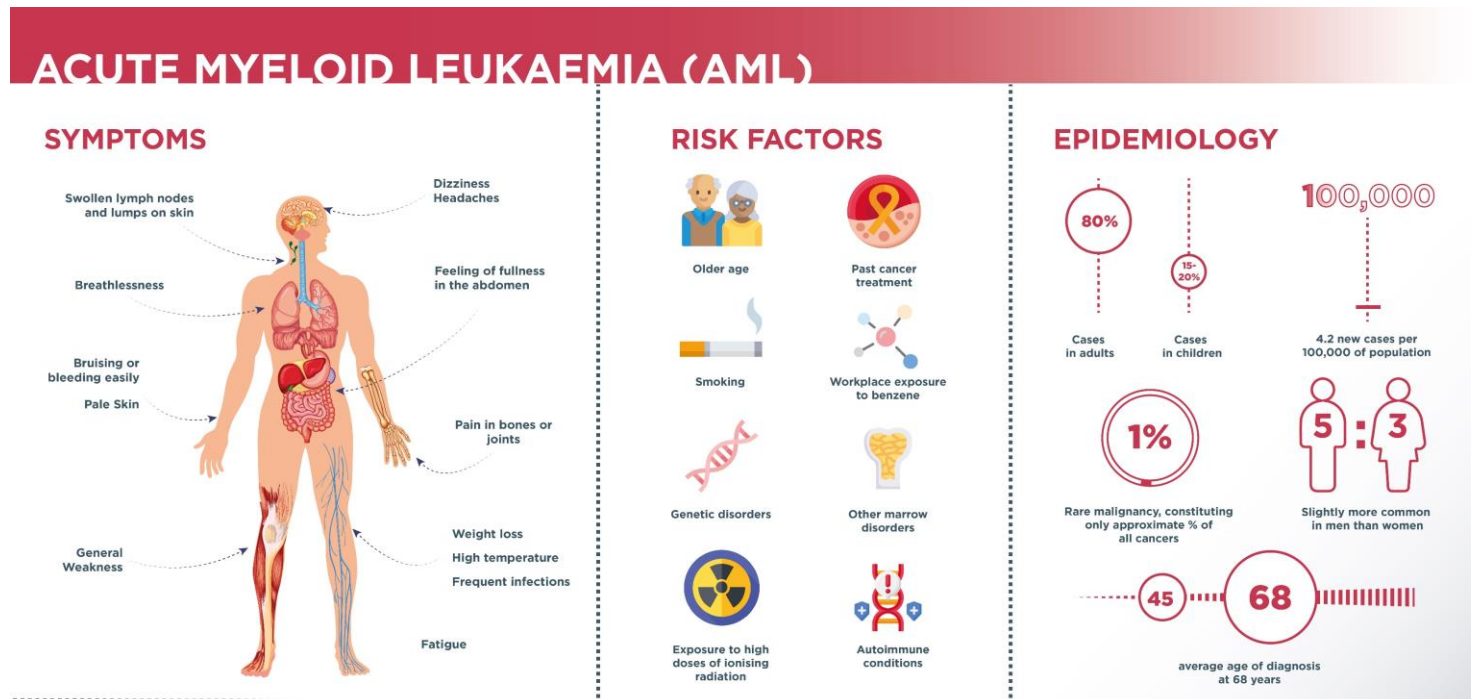 ACUTE MYELOID LEUKAEMIA (AML)
SYMPTOMS
Swollen lymph nodes
and lumps on skin
Breathlessness
Bruising or
bleeding easily
Pale Skin
General
Weakness
Dizziness
Headaches
Feeling of fullness
in the abdomen
Pain in bones or
joints
Weight loss
High temperature
Frequent infections
Fatigue
RISK FACTORS
Older age
Past cancer
treatment
Smoking
Workplace exposure
to benzene
Genetic disorders
Other marrow
disorders
Exposure to high
doses of ionising
radiation
!
Autoimmune
conditions
EPIDEMIOLOGY
80%
Cases
in adults
15-
20%
Cases
in children
100,000
4.2 new cases per
100,000 of population
1%
Rare malignancy, constituting
only approximate % of
all cancers
5 : 3
Slightly more common
in men than women
45
68
average age of diagnosis
at 68 years